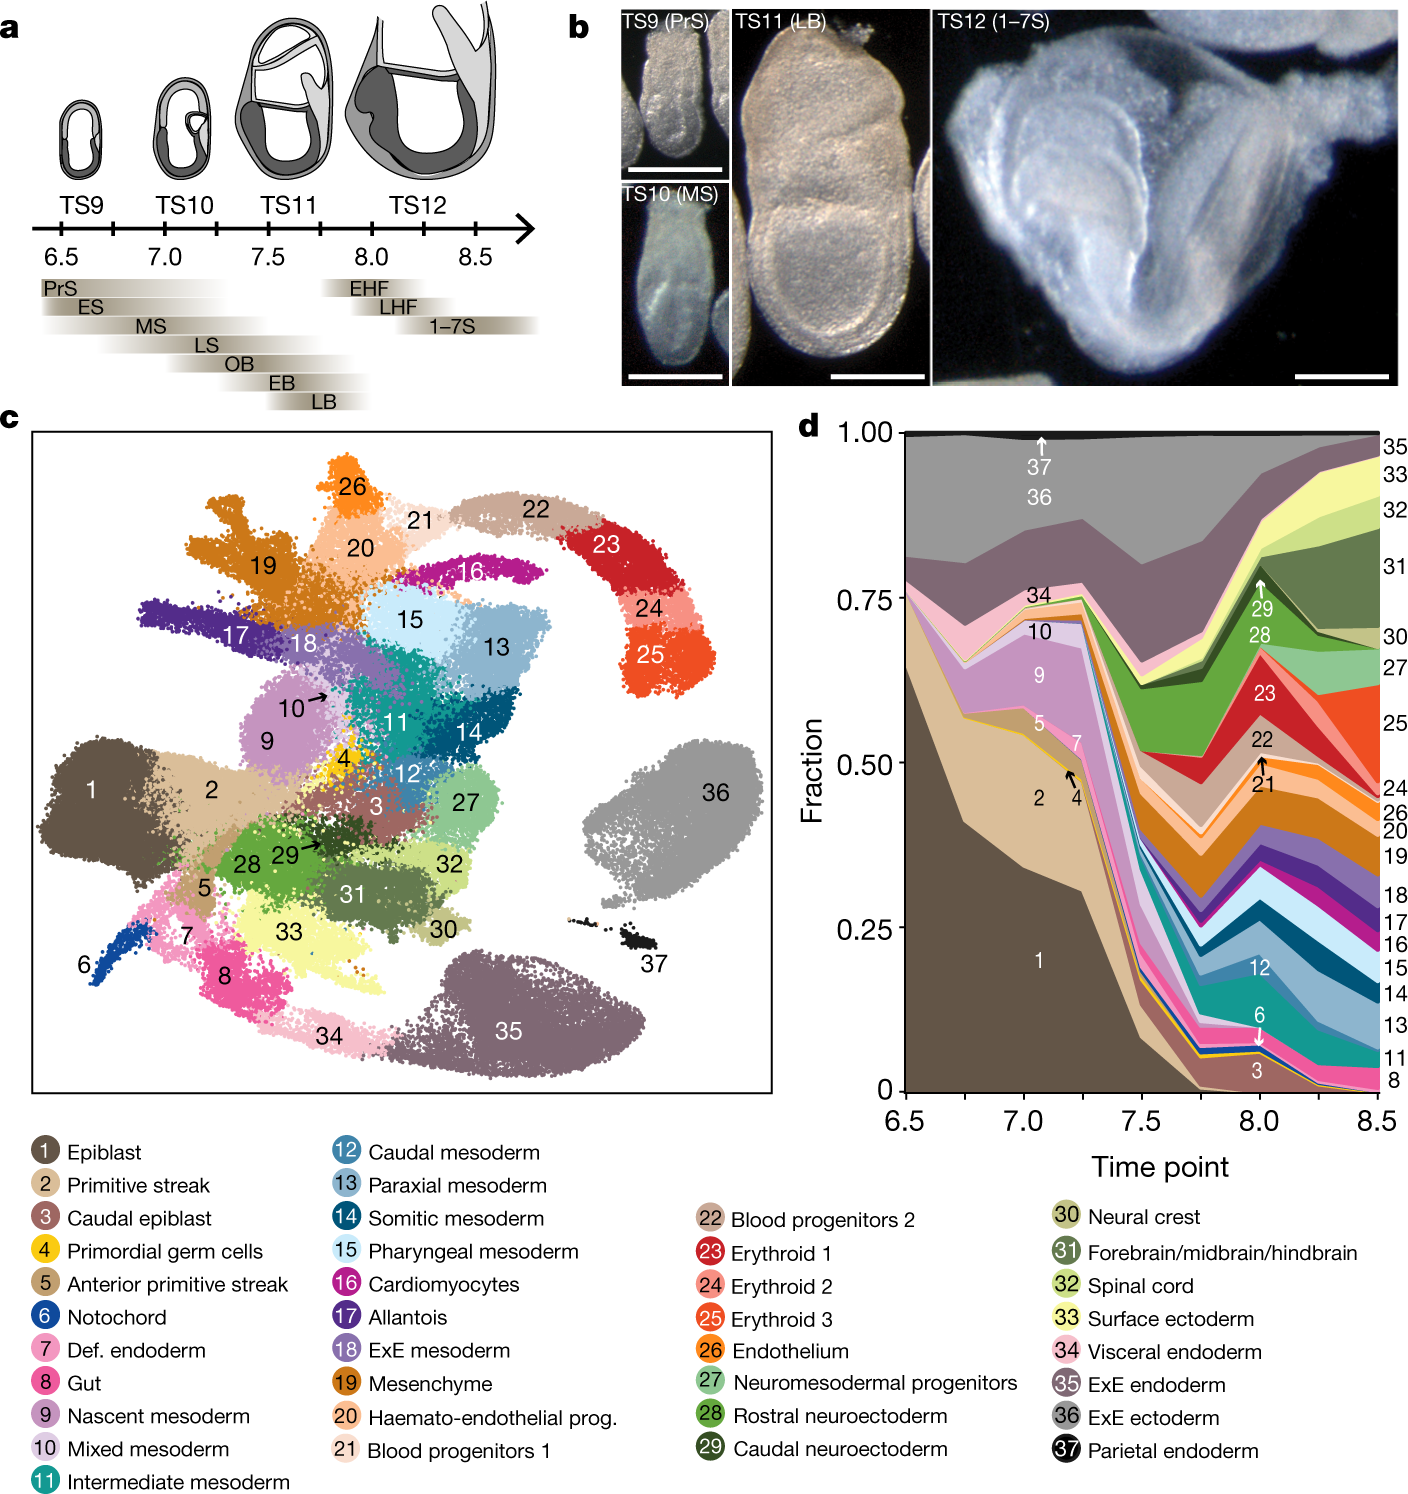 a
TS9 TS10 TS11 TS12
6.5 7.0 7.5 8.0 8.5
PrS EHF
ES LHF
MS 1–7S
LS
OB
EB
LB
b
TS9 (PrS)
TS10 (MS)
TS11 (LB)
TS12 (1–7S)
c
26
22
21
23
20
19
16
24
15
17
18
13
25
10
11
14
9
4
12
1
2
3
27
36
29
28
32
5
31
30
7
33
6
8
37
34
35
d
Fraction
1.00
0.75
0.50
0.25
0
37
36
34
10
9
5
7
2
4
1
29
28
23
22
21
12
6
3
35
33
32
31
30
27
25
24
26
20
19
18
17
16
15
14
13
11
8
6.5 7.0 7.5 8.0 8.5
Time point
1 Epiblast
2 Primitive streak
3 Caudal epiblast
4 Primordial germ cells
5 Anterior primitive streak
6 Notochord
7 Def. endoderm
8 Gut
9 Nascent mesoderm
10 Mixed mesoderm
11 Intermediate mesoderm
12 Caudal mesoderm
13 Paraxial mesoderm
14 Somitic mesoderm
15 Pharyngeal mesoderm
16 Cardiomyocytes
17 Allantois
18 ExE mesoderm
19 Mesenchyme
20 Haemato-endothelial prog.
21 Blood progenitors 1
22 Blood progenitors 2
23 Erythroid 1
24 Erythroid 2
25 Erythroid 3
26 Endothelium
27 Neuromesodermal progenitors
28 Rostral neuroectoderm
29 Caudal neuroectoderm
30 Neural crest
31 Forebrain/midbrain/hindbrain
32 Spinal cord
33 Surface ectoderm
34 Visceral endoderm
35 ExE endoderm
36 ExE ectoderm
37 Parietal endoderm